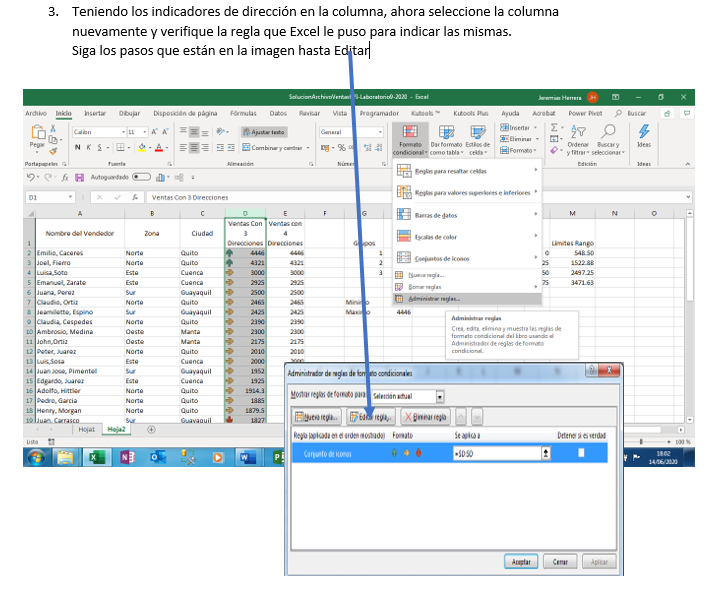 3. Teniendo los indicadores de dirección en la columna, ahora seleccione la columna
nuevamente y verifique la regla que Excel le puso para indicar las mismas.
Siga los pasos que están en la imagen hasta Editar
SolucionArchivoVentas Laboratorio9-2020 - Excel Jeremias Herrera
Archivo Inicio Insertar Dibujar Disposición de página Fórmulas Datos Revisar Vista Programador Kutools ™ Kutools Plus Ayuda Acrobat Power Pivot Buscar
Pegar Calibri 11 A A Ajustar texto General Insertar
N K S A Combinar y centrar % Eliminar
Formato condicional Dar formato como tabla Estilos de celda Formato Ordenar y filtrar Buscar y seleccionar Ideas
Portapapeles Fuente Alineación Edición Ideas
Autoguardado
D1 fx Ventas Con 3 Direcciones
Reglas para resaltar celdas
Reglas para valores superiores e inferiores
Barras de datos
Escalas de color
Conjuntos de iconos
Nueva regla...
Borrar reglas
Administrar reglas...
Administrar reglas
Crea, edita, elimina y muestra las reglas de
formato condicional del libro usando el
Administrador de reglas de formato
condicional.
A B C D E F G M N O
1 Nombre del Vendedor Zona Ciudad Ventas Con 3 Direcciones Ventas con 4 Direcciones Limites Rango
2 Emilio, Caceres Norte Quito 4446 4446 1 0 548.50
3 Joel, Fierro Norte Quito 4321 4321 2 25 1522.88
4 Luisa,Soto Este Cuenca 3000 3000 3 50 2497.25
5 Emanuel, Zarate Este Cuenca 2925 2925 75 3471.63
6 Juana, Perez Sur Guayaquil 2500 2500
7 Claudio, Ortiz Norte Quito 2465 2465
8 Jeamilette, Espino Sur Guayaquil 2425 2425 4446
9 Claudia, Cespedes Norte Quito 2390 2390
10 Ambrosio, Medina Oeste Manta 2300 2300
11 John,Ortiz Oeste Manta 2175 2175
12 Peter, Juarez Norte Quito 2010 2010
13 Luis,Sosa Este Cuenca 2000 2000
14 Juan Jose, Pimentel Sur Guayaquil 1952
15 Edgardo, Juarez Este Cuenca 1925
16 Adolfo, Hittler Norte Quito 1914.3
17 Pedro, Garcia Norte Quito 1885
18 Henry, Morgan Norte Quito 1879.5
19 Juan, Carrasco Sur Guayaquil 1827
Hoja1 Hoja2
Listo 100 %
18:02
14/06/2020
Administrador de reglas de formato condicionales
Mostrar reglas de formato para: Selección actual
Nueva regla... Editar regla... Eliminar regla
Regla (aplicada en el orden mostrado) Formato Se aplica a Detener si es verdad
Conjunto de iconos =$D:$D
Aceptar Cerrar Aplicar